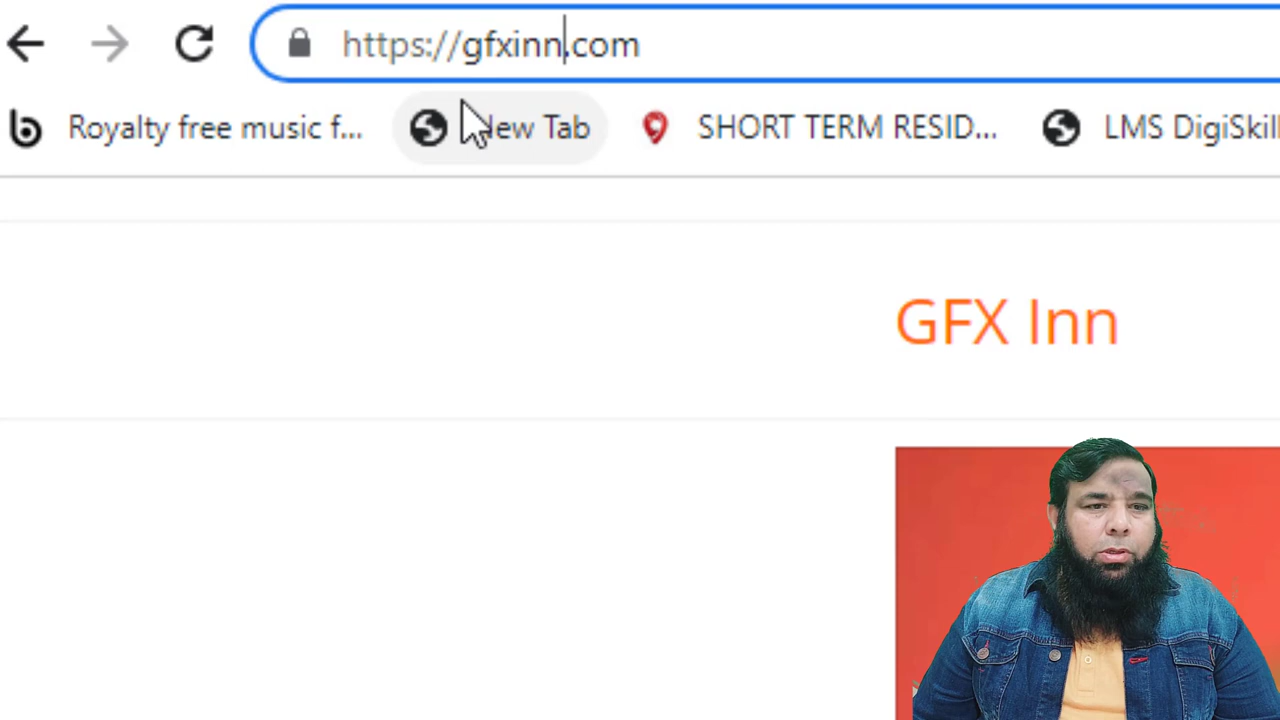 https://gfxinn.com
Royalty free music f... New Tab SHORT TERM RESID... LMS DigiSkill
GFX Inn